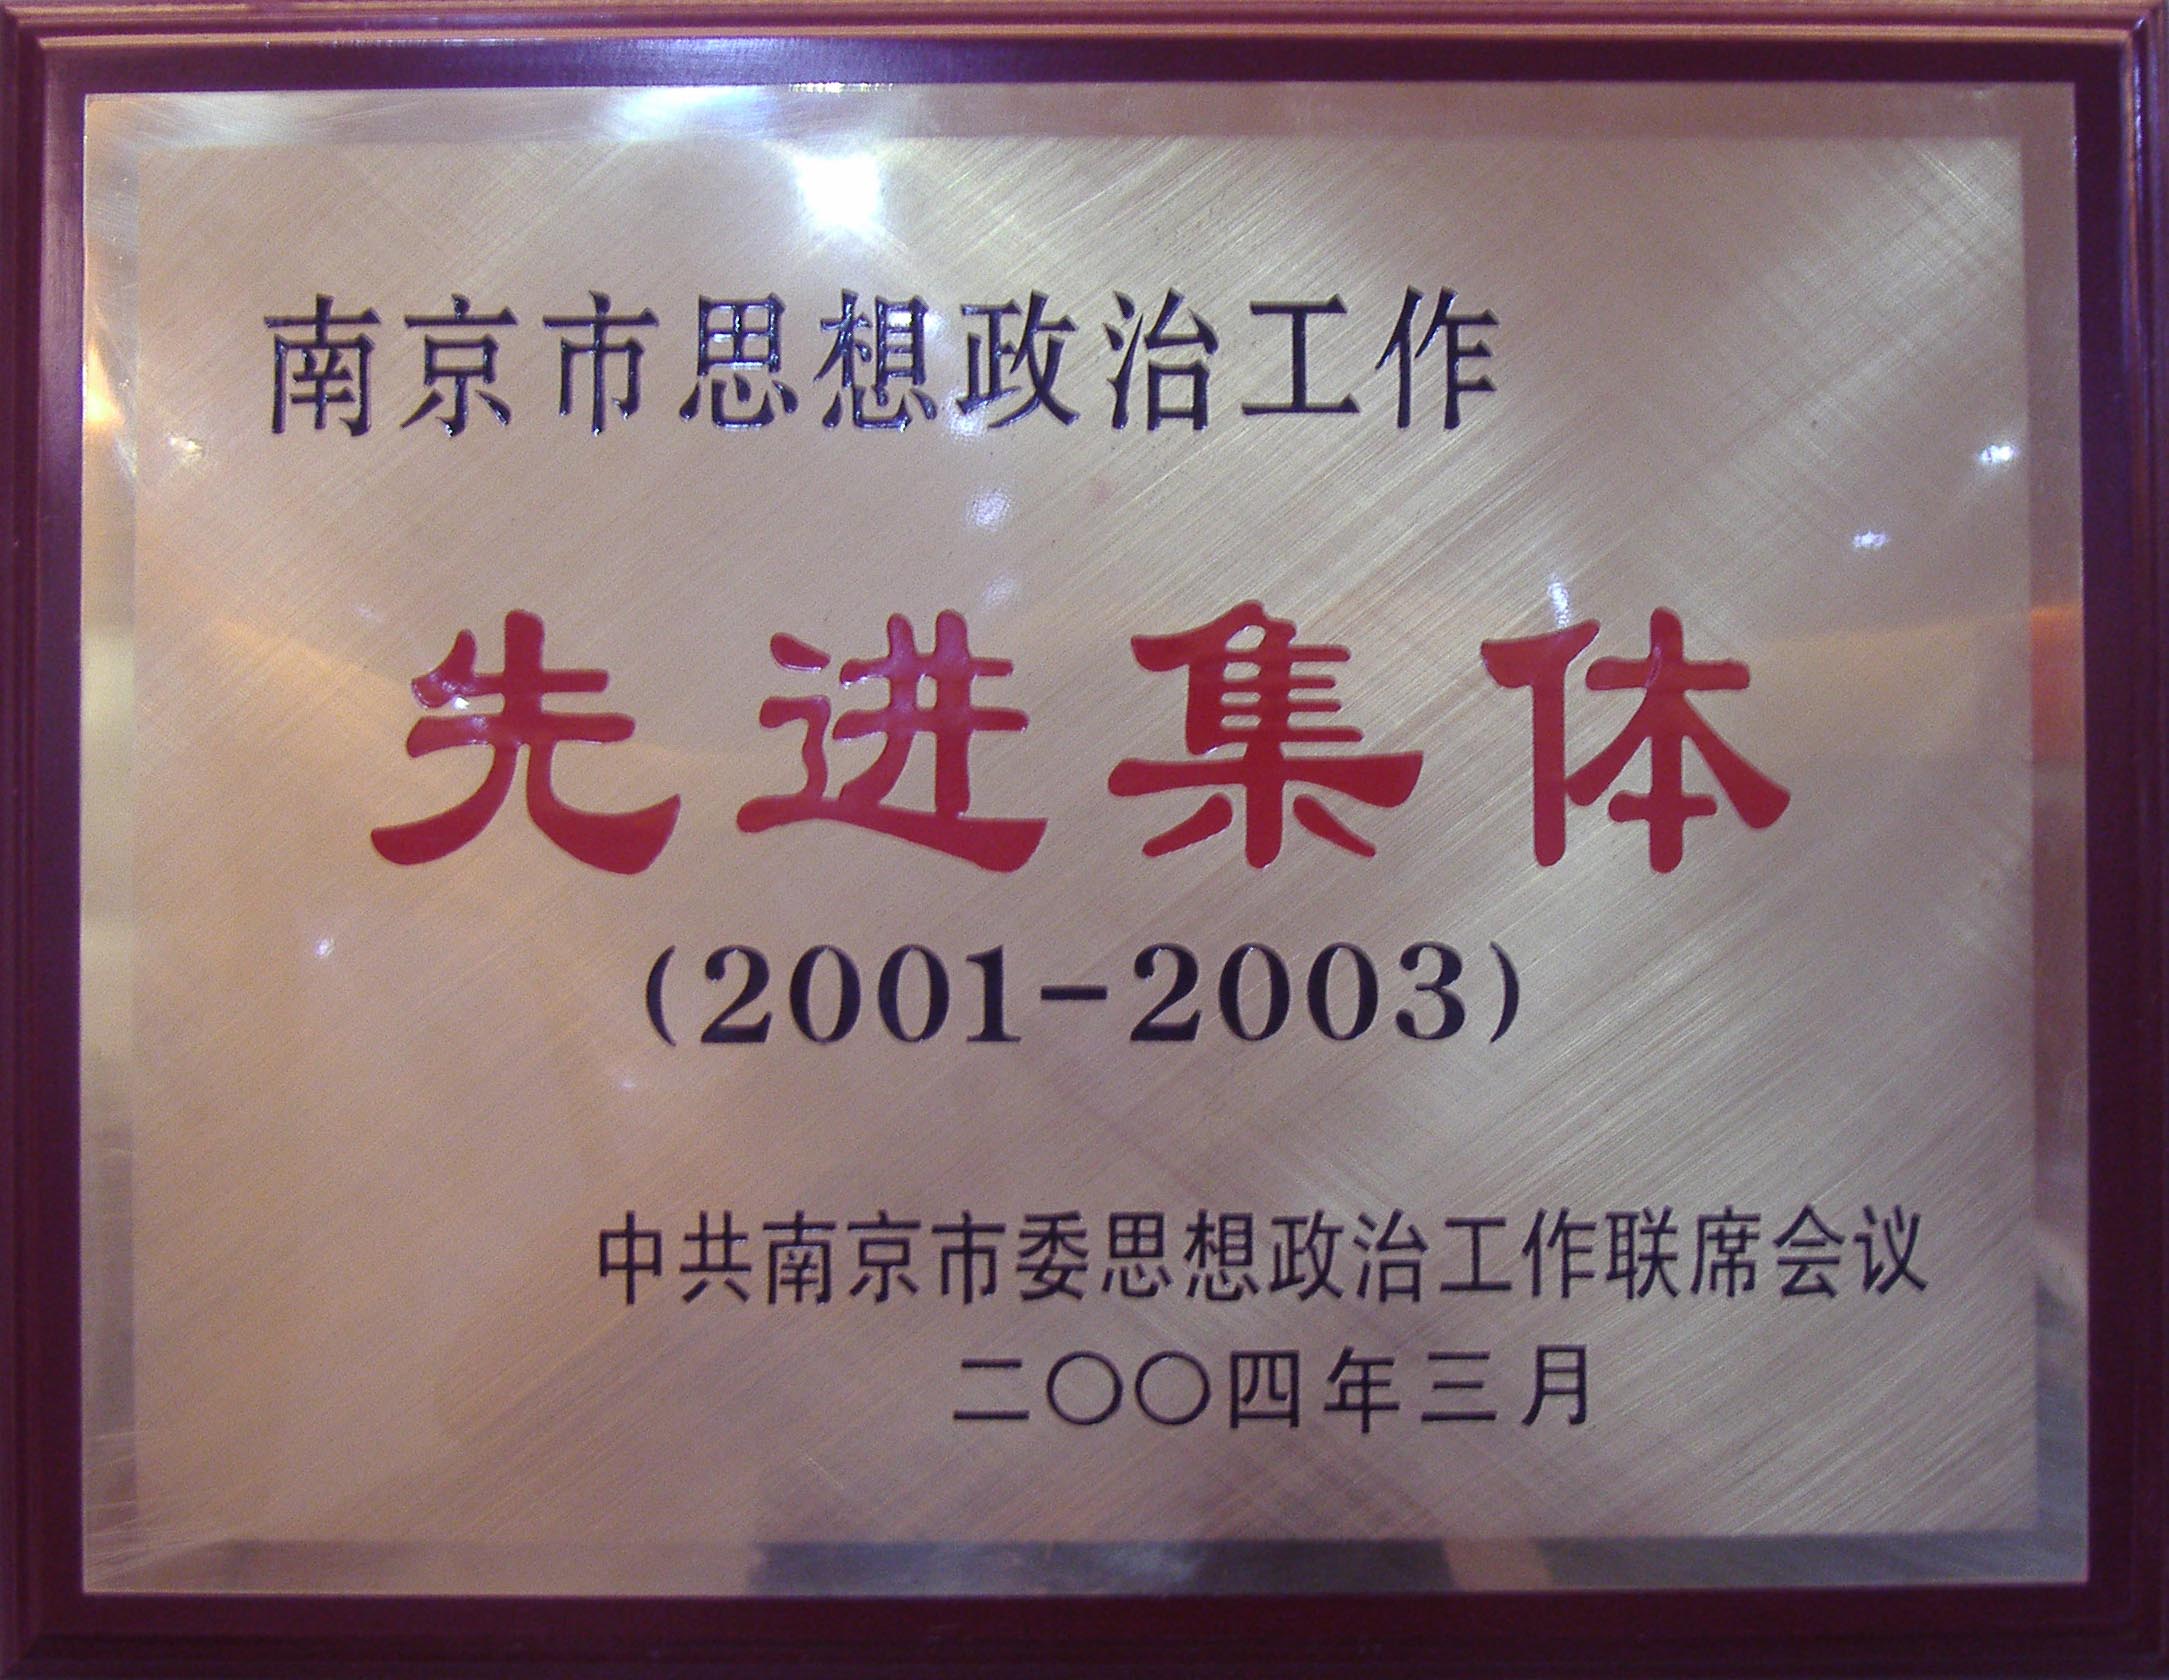 南京市思想政治工作
先进集体
(2001-2003)
中共南京市委思想政治工作联席会议
二〇〇四年三月